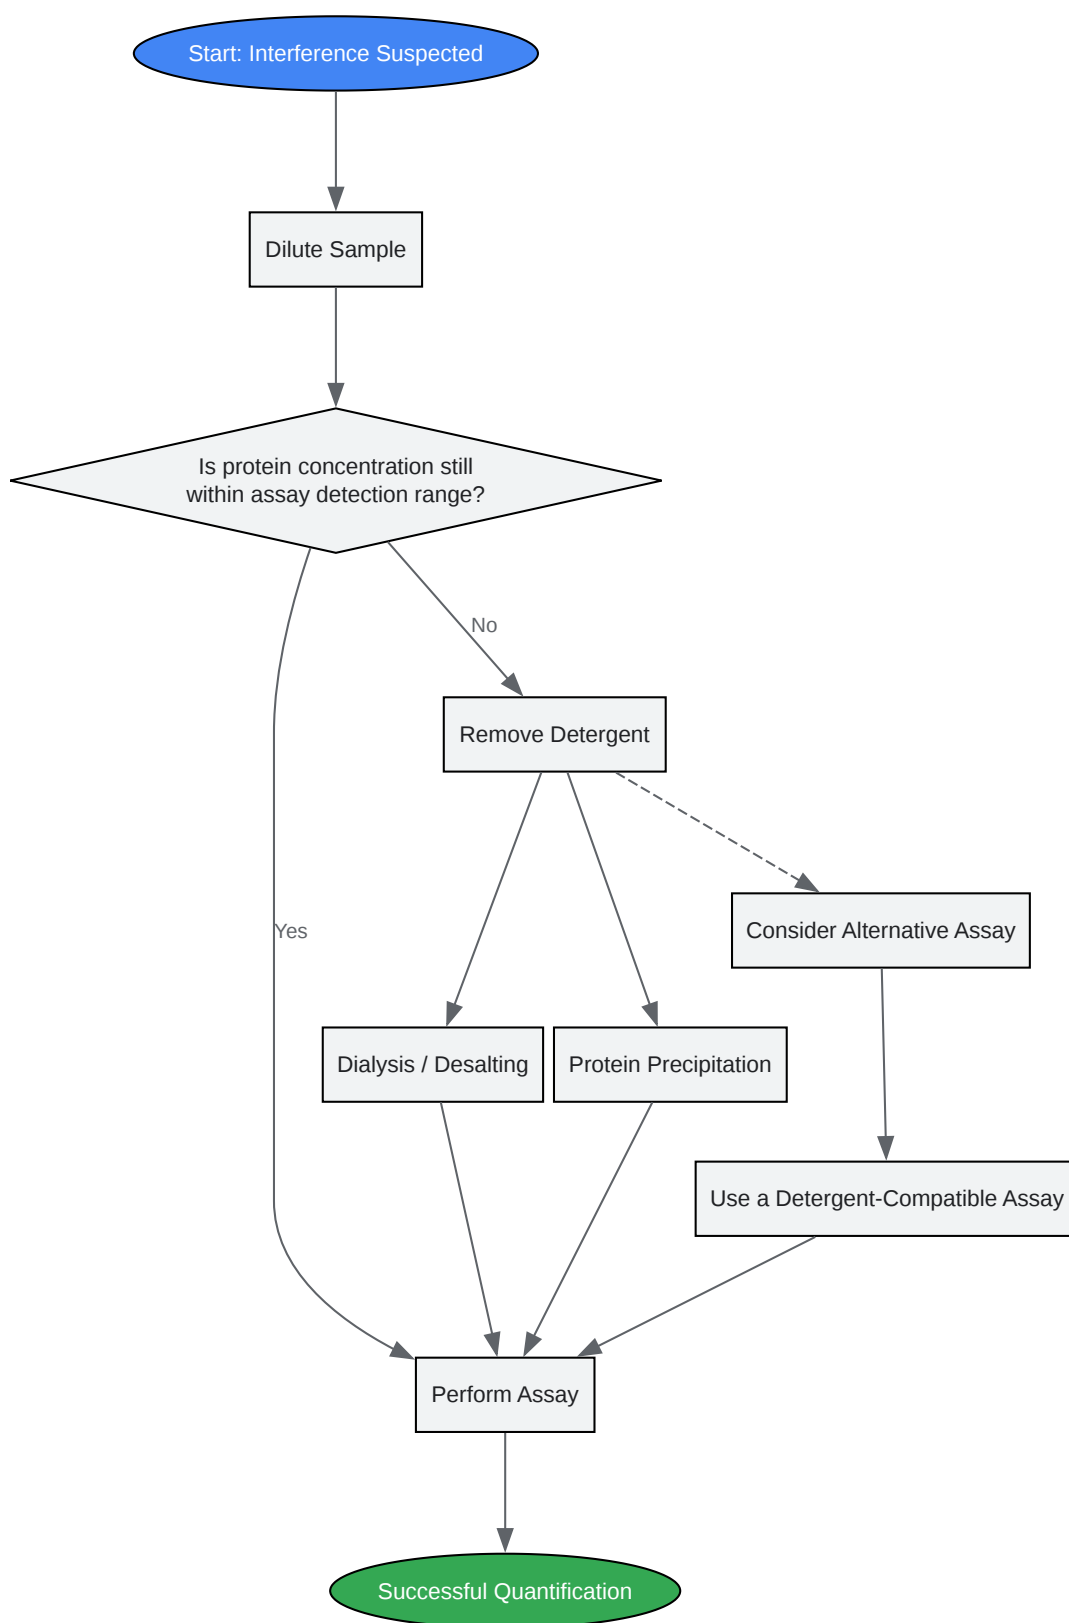 Start: Interference Suspected
Dilute Sample
Is protein concentration still
within assay detection range?
No
Remove Detergent
Yes
Consider Alternative Assay
Dialysis / Desalting
Protein Precipitation
Use a Detergent-Compatible Assay
Perform Assay
Successful Quantification